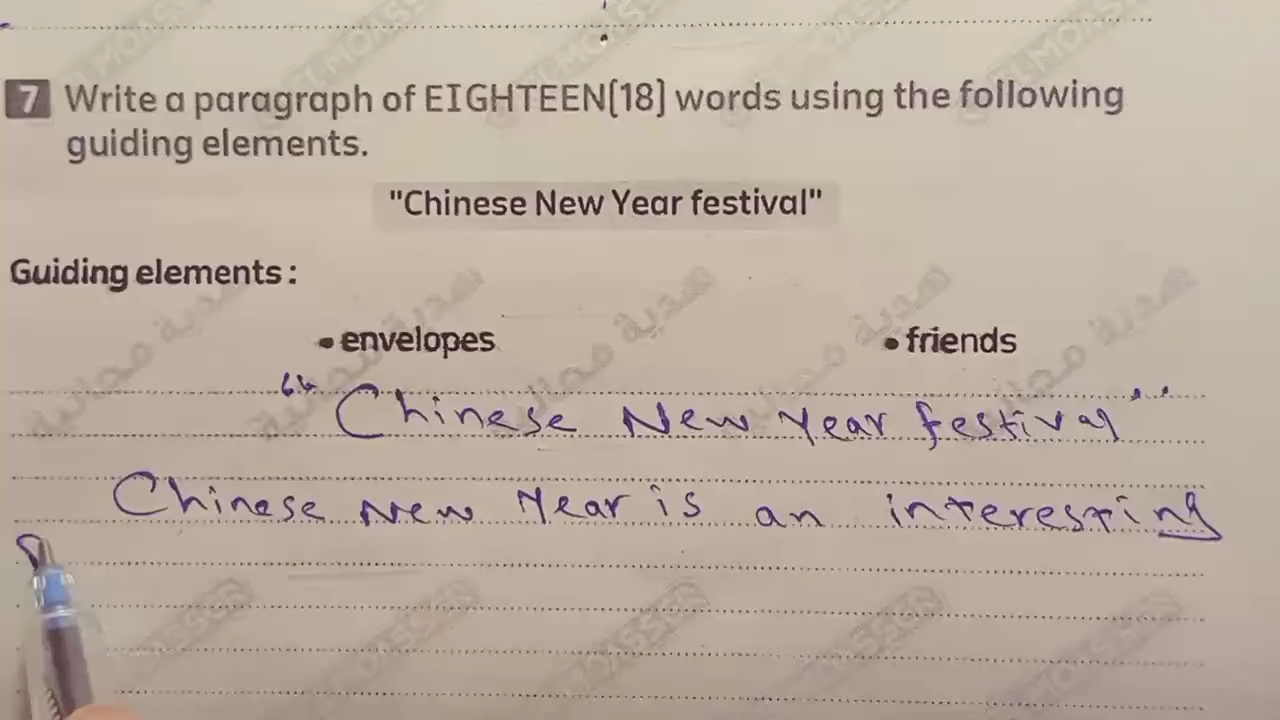 7 Write a paragraph of EIGHTEEN(18) words using the following
guiding elements.
"Chinese New Year festival"
Guiding elements :
• envelopes • friends
"Chinese New Year festival"
Chinese New Year is an interesting